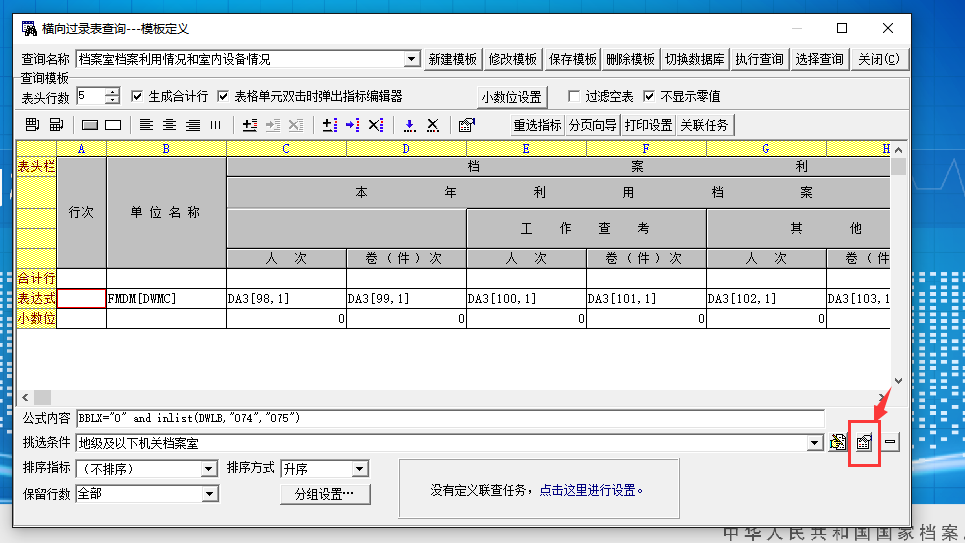 横向过录表查询---模板定义
查询名称 档案室档案利用情况和室内设备情况 新建模板 修改模板 保存模板 删除模板 切换数据库 执行查询 选择查询 关闭(C)
查询模板
表头行数 5 生成合计行 表格单元双击时弹出指标编辑器 小数位设置 过滤空表 不显示零值
重选指标 分页向导 打印设置 关联任务
A B C D E F G H
表头栏 档 案 利
行次 单 位 名 称 本 年 利 用 档 案
工 作 查 考 其 他
人 次 卷（件）次 人 次 卷（件）次 人 次 卷（件
合计行
表达式 FMDM[DWMC] DA3[98,1] DA3[99,1] DA3[100,1] DA3[101,1] DA3[102,1] DA3[103,1
小数位 0 0 0 0 0
公式内容 BBLX="0" and inlist(DWLB,"074","075")
挑选条件 地级及以下机关档案室
排序指标 （不排序） 排序方式 升序
保留行数 全部 分组设置… 没有定义联查任务，点击这里进行设置。
中华人民共和国国家档案